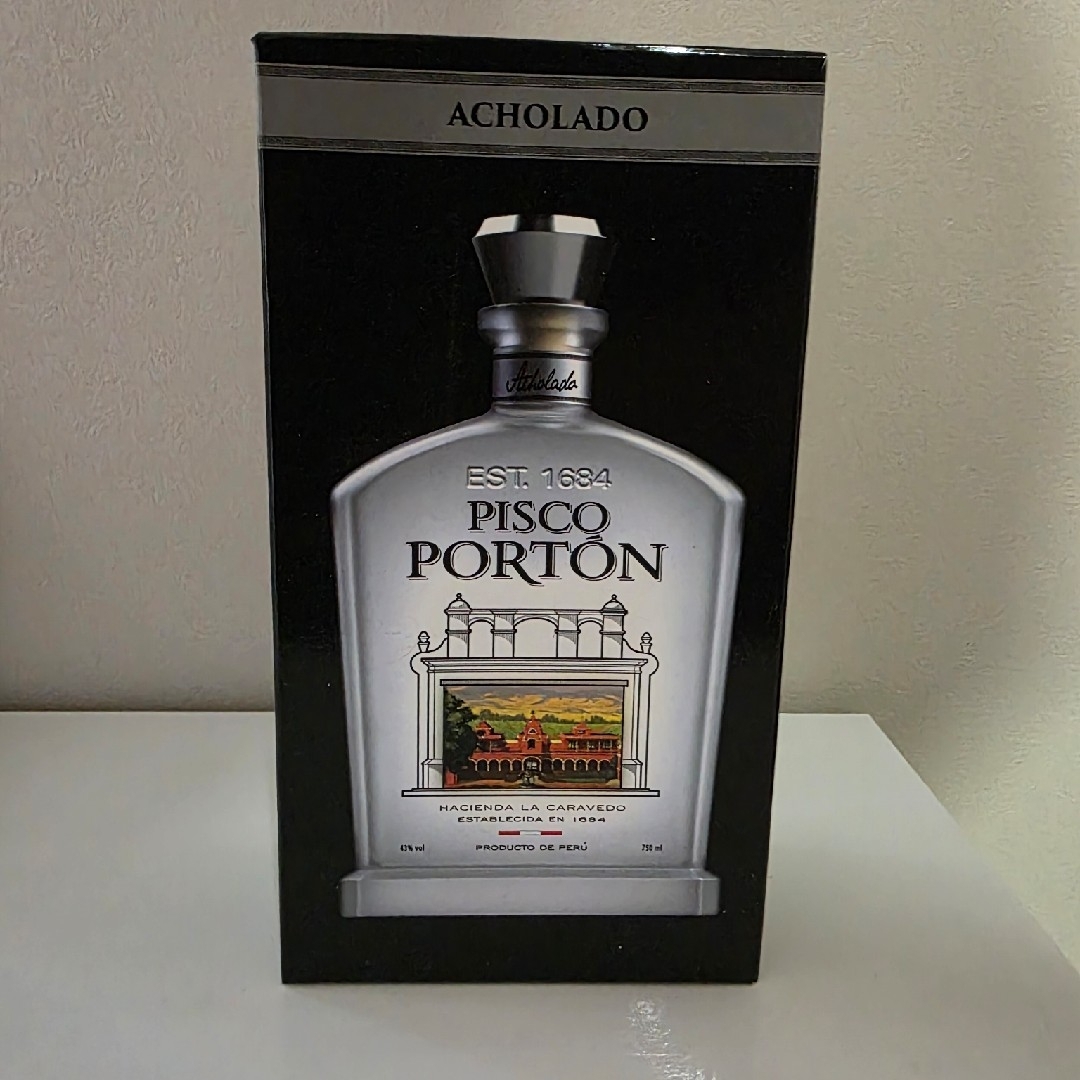 ACHOLADO
Acholado
EST. 1684
PISCO
PORTÓN
HACIENDA LA CARAVEDO
ESTABLECIDA EN 1684
43% vol
PRODUCTO DE PERÚ
750 ml